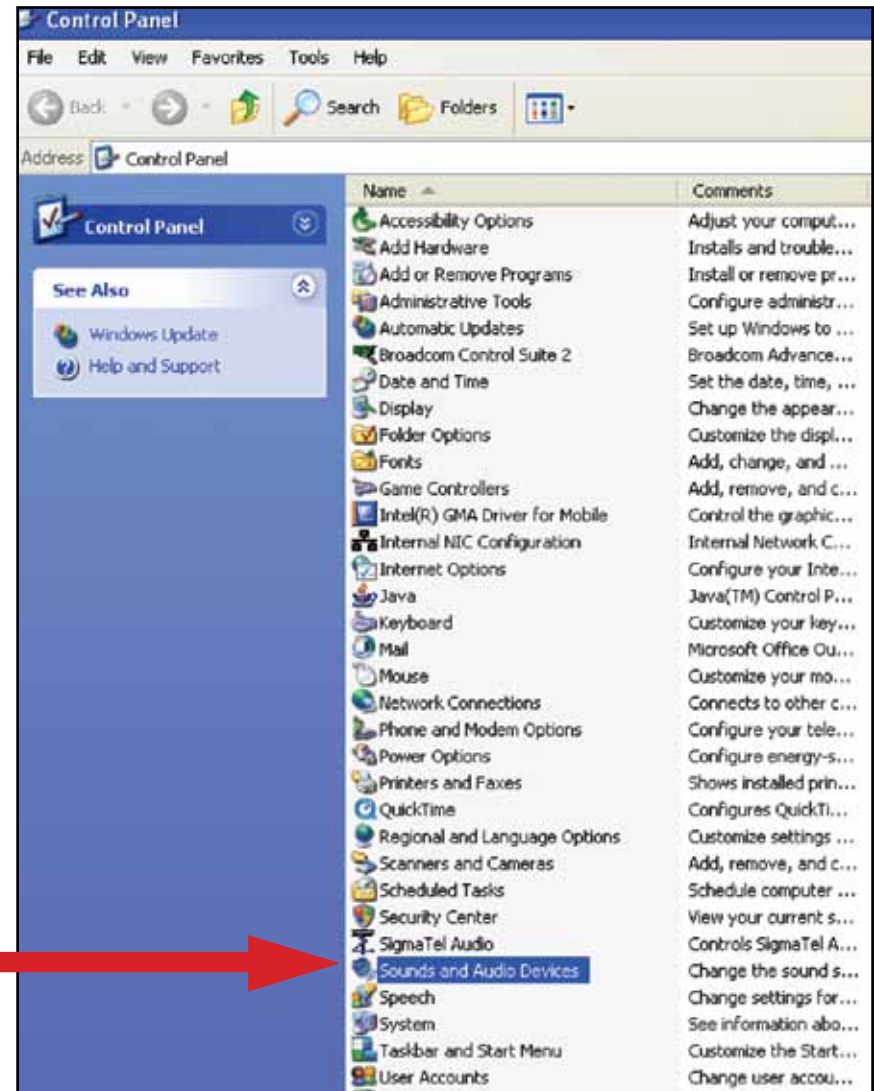 Control Panel
File Edit View Favorites Tools Help
Back Search Folders
Address Control Panel
Control Panel
See Also
Windows Update
Help and Support
Name Comments
Accessibility Options Adjust your comput...
Add Hardware Installs and trouble...
Add or Remove Programs Install or remove pr...
Administrative Tools Configure administr...
Automatic Updates Set up Windows to ...
Broadcom Control Suite 2 Broadcom Advance...
Date and Time Set the date, time, ...
Display Change the appear...
Folder Options Customize the displ...
Fonts Add, change, and ...
Game Controllers Add, remove, and c...
Intel(R) GMA Driver for Mobile Control the graphic...
Internal NIC Configuration Internal Network C...
Internet Options Configure your Inte...
Java Java(TM) Control P...
Keyboard Customize your key...
Mail Microsoft Office Ou...
Mouse Customize your mo...
Network Connections Connects to other c...
Phone and Modem Options Configure your tele...
Power Options Configure energy-s...
Printers and Faxes Shows installed prin...
QuickTime Configures QuickTi...
Regional and Language Options Customize settings ...
Scanners and Cameras Add, remove, and c...
Scheduled Tasks Schedule computer ...
Security Center View your current s...
SigmaTel Audio Controls SigmaTel A...
Sounds and Audio Devices Change the sound s...
Speech Change settings for...
System See information abo...
Taskbar and Start Menu Customize the Start...
User Accounts Change user accou...